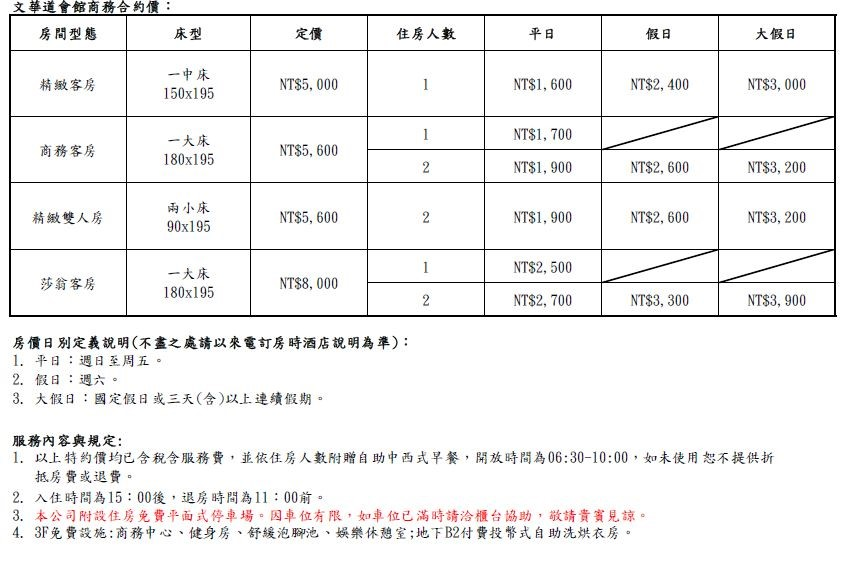 文華道會館商務合約價：
房間型態 床型 定價 住房人數 平日 假日 大假日
精緻客房 一中床 150x195 NT$5,000 1 NT$1,600 NT$2,400 NT$3,000
商務客房 一大床 180x195 NT$5,600 1 NT$1,700
2 NT$1,900 NT$2,600 NT$3,200
精緻雙人房 兩小床 90x195 NT$5,600 2 NT$1,900 NT$2,600 NT$3,200
莎翁客房 一大床 180x195 NT$8,000 1 NT$2,500
2 NT$2,700 NT$3,300 NT$3,900
房價日別定義說明(不盡之處請以來電訂房時酒店說明為準)：
1. 平日：週日至周五。
2. 假日：週六。
3. 大假日：國定假日或三天(含)以上連續假期。
服務內容與規定:
1. 以上特約價均已含稅含服務費，並依住房人數附贈自助中西式早餐，開放時間為06:30-10:00，如未使用恕不提供折
抵房費或退費。
2. 入住時間為15：00後，退房時間為11：00前。
3. 本公司附設住房免費平面式停車場。因車位有限，如車位已滿時請洽櫃台協助，敬請貴賓見諒。
4. 3F免費設施:商務中心、健身房、舒緩泡腳池、娛樂休憩室;地下B2付費投幣式自助洗烘衣房。